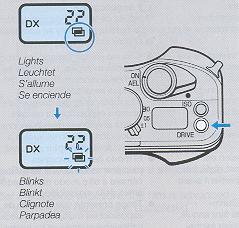 DX 22
Lights
Leuchtet
S'allume
Se enciende
DX 22
Blinks
Blinkt
Clignote
Parpadea
ON
AEL
ISO
DRIVE